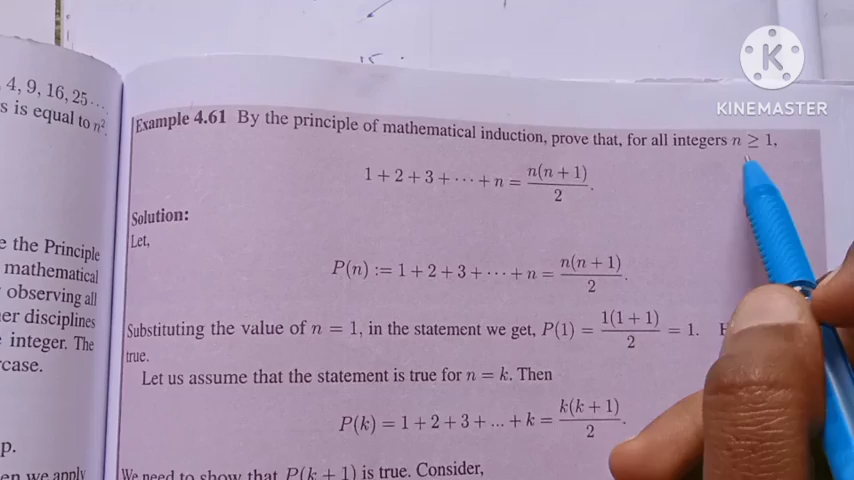 KINEMASTER
4, 9, 16, 25 ...
s is equal to n².
Example 4.61 By the principle of mathematical induction, prove that, for all integers n ≥ 1,
1 + 2 + 3 + ··· + n = n(n + 1)/2.
Solution:
Let,
P(n) := 1 + 2 + 3 + ··· + n = n(n + 1)/2.
Substituting the value of n = 1, in the statement we get, P(1) = 1(1 + 1)/2 = 1. H
true.
Let us assume that the statement is true for n = k. Then
P(k) = 1 + 2 + 3 + ... + k = k(k + 1)/2.
We need to show that P(k + 1) is true. Consider,
e the Principle
mathematical
observing all
er disciplines
integer. The
case.
p.
en we apply